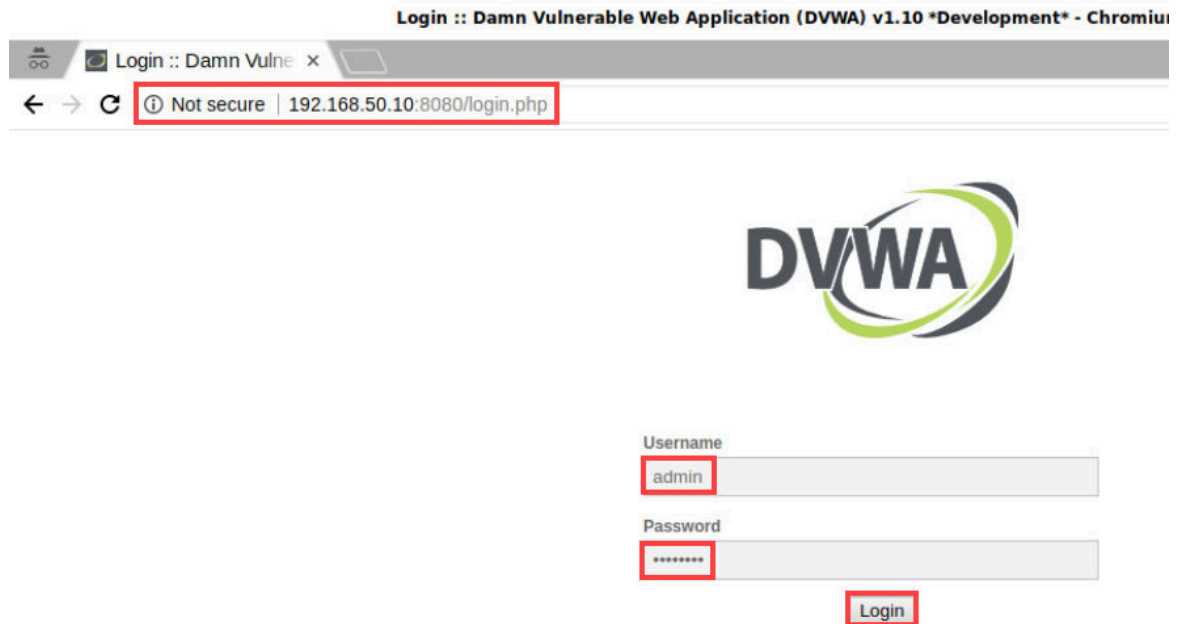 Login :: Damn Vulnerable Web Application (DVWA) v1.10 *Development* - Chromiu
Login :: Damn Vulne
Not secure | 192.168.50.10:8080/login.php
DVWA
Username
admin
Password
••••••••
Login